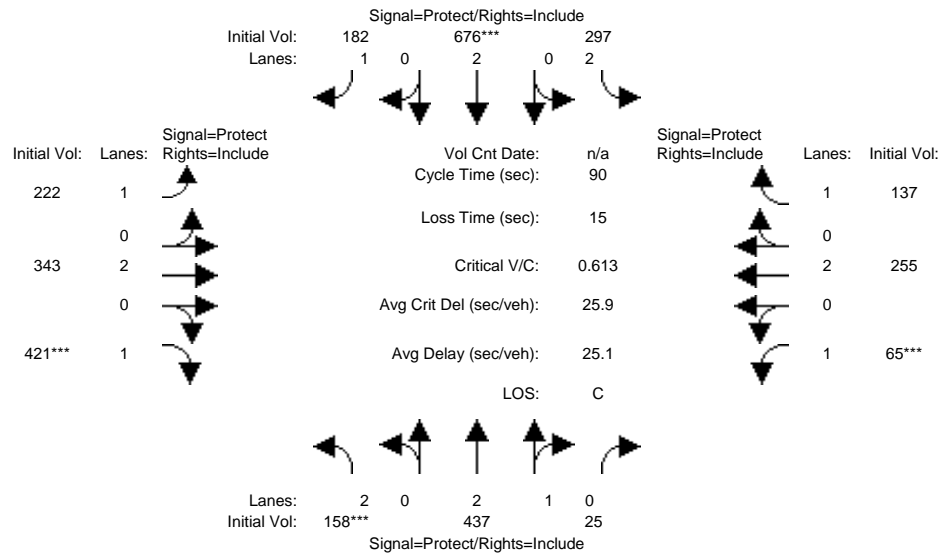 Signal=Protect/Rights=Include
Initial Vol: 182 676*** 297
Lanes: 1 0 2 0 2
Signal=Protect
Initial Vol: Lanes: Rights=Include
Vol Cnt Date: n/a
Signal=Protect
Rights=Include Lanes: Initial Vol:
Cycle Time (sec): 90
222 1
1 137
Loss Time (sec): 15
0
0
343 2
Critical V/C: 0.613
2 255
0
Avg Crit Del (sec/veh): 25.9
0
421*** 1
Avg Delay (sec/veh): 25.1
1 65***
LOS: C
Lanes: 2 0 2 1 0
Initial Vol: 158*** 437 25
Signal=Protect/Rights=Include